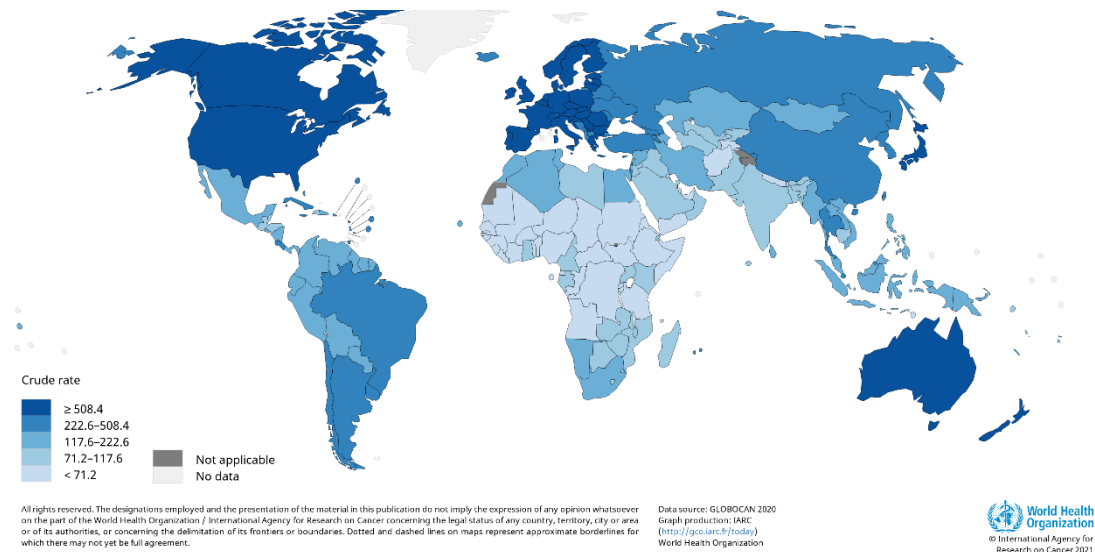 Crude rate
≥ 508.4
222.6–508.4
117.6–222.6
71.2–117.6
< 71.2
Not applicable
No data
All rights reserved. The designations employed and the presentation of the material in this publication do not imply the expression of any opinion whatsoever
on the part of the World Health Organization / International Agency for Research on Cancer concerning the legal status of any country, territory, city or area
or of its authorities, or concerning the delimitation of its frontiers or boundaries. Dotted and dashed lines on maps represent approximate borderlines for
which there may not yet be full agreement.
Data source: GLOBOCAN 2020
Graph production: IARC
(http://gco.iarc.fr/today)
World Health Organization
World Health
Organization
© International Agency for
Research on Cancer 2021